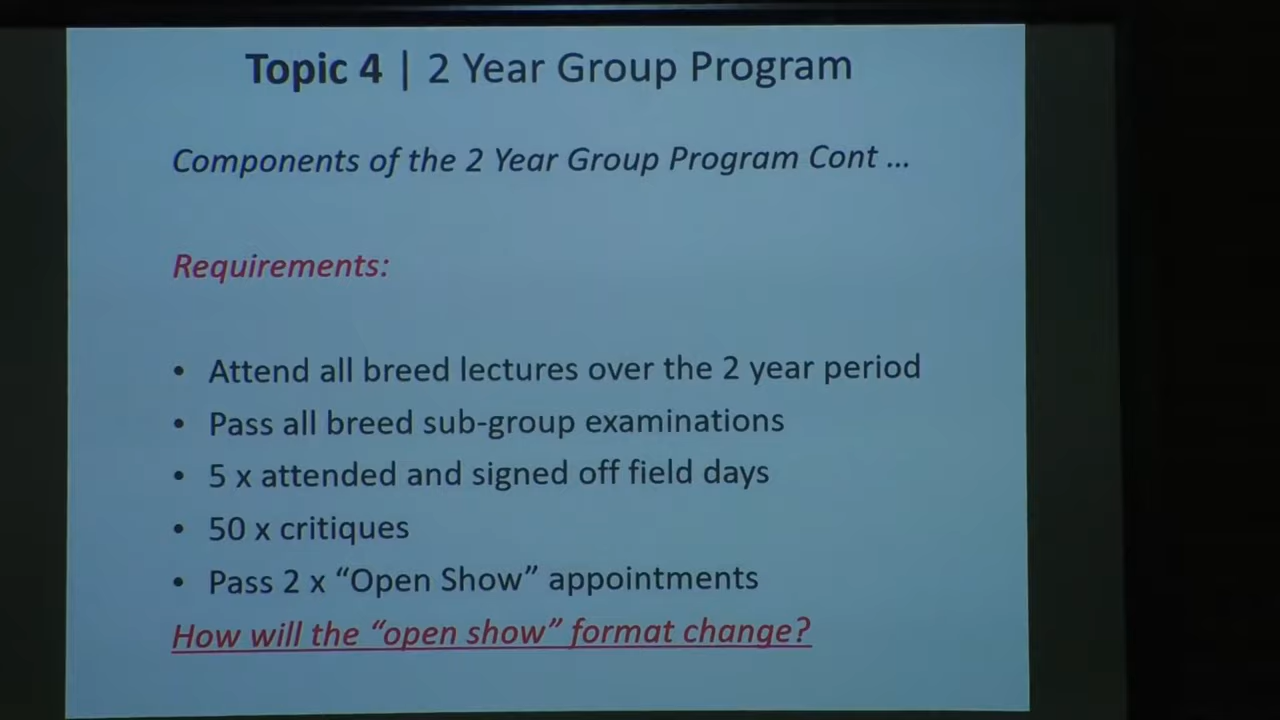 Topic 4 | 2 Year Group Program
Components of the 2 Year Group Program Cont ...
Requirements:
• Attend all breed lectures over the 2 year period
• Pass all breed sub-group examinations
• 5 x attended and signed off field days
• 50 x critiques
• Pass 2 x “Open Show” appointments
How will the “open show” format change?